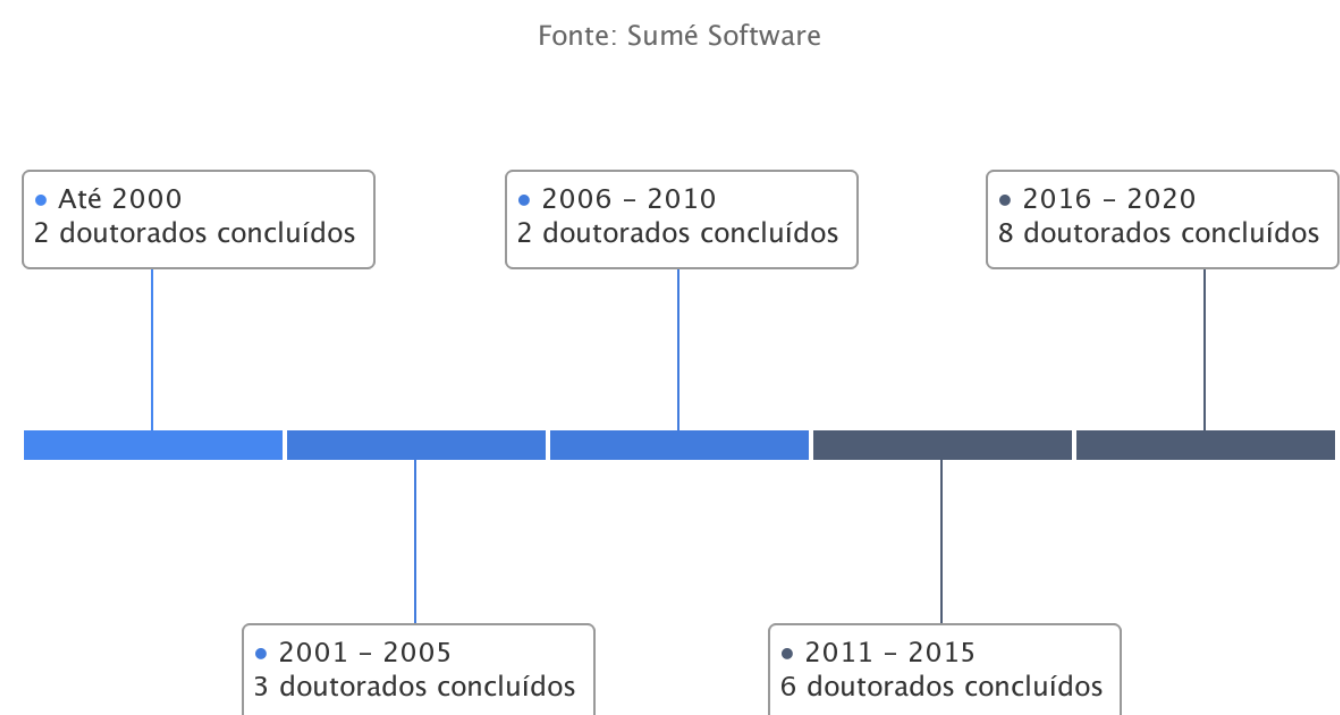 Fonte: Sumé Software
• Até 2000
2 doutorados concluídos
• 2006 – 2010
2 doutorados concluídos
• 2016 – 2020
8 doutorados concluídos
• 2001 – 2005
3 doutorados concluídos
• 2011 – 2015
6 doutorados concluídos